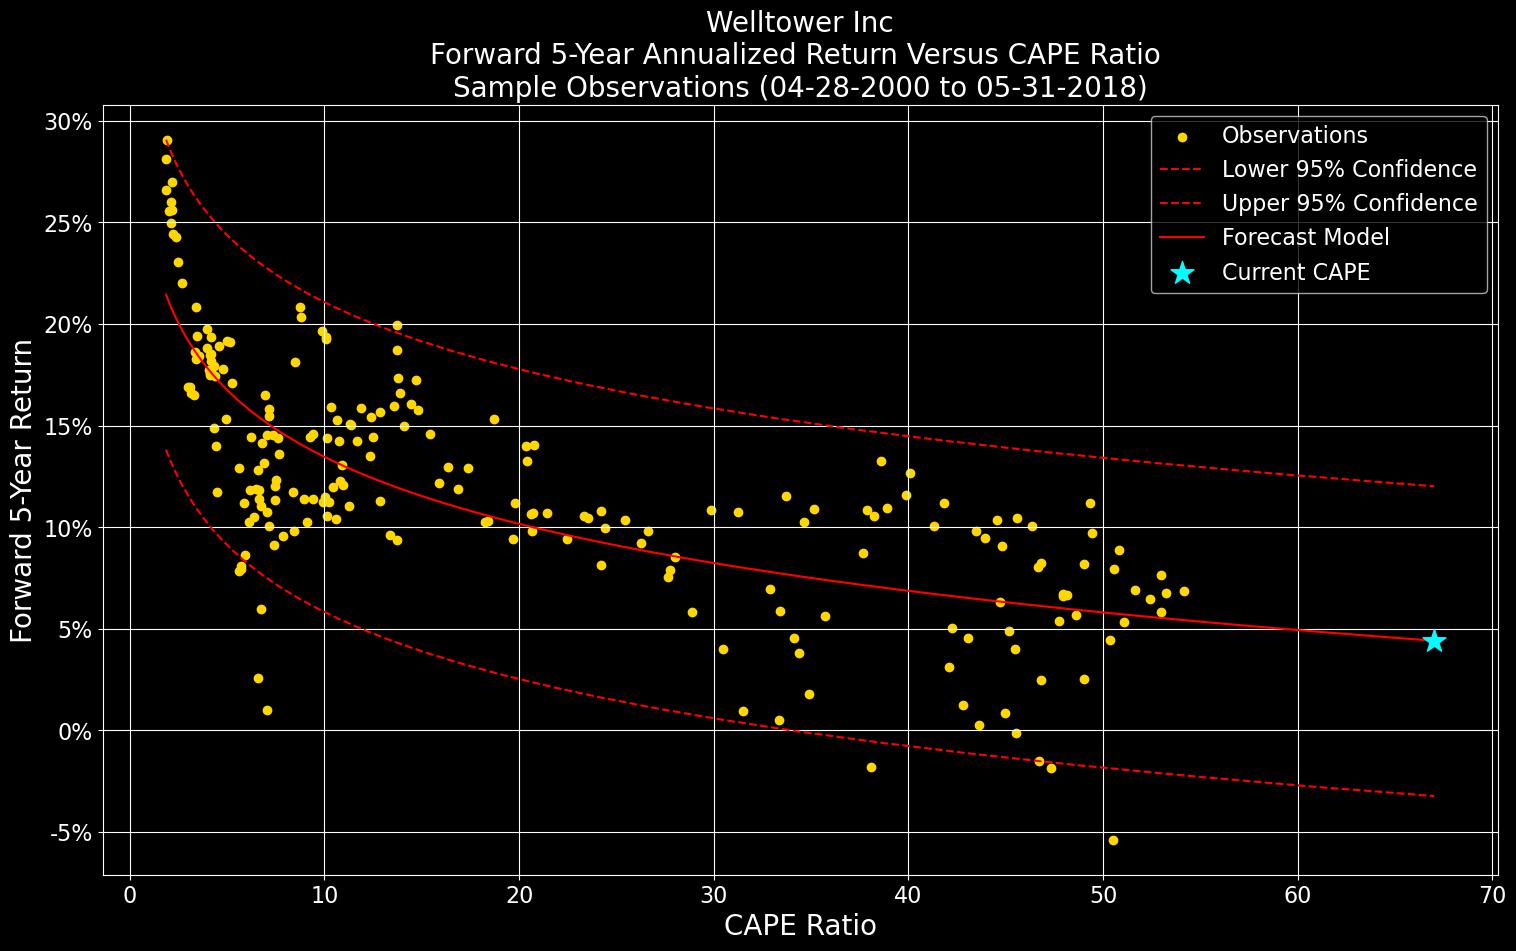 Welltower Inc
Forward 5-Year Annualized Return Versus CAPE Ratio
Sample Observations (04-28-2000 to 05-31-2018)
Forward 5-Year Return
30%
25%
20%
15%
10%
5%
0%
-5%
Observations
Lower 95% Confidence
Upper 95% Confidence
Forecast Model
Current CAPE
0 10 20 30 40 50 60 70
CAPE Ratio